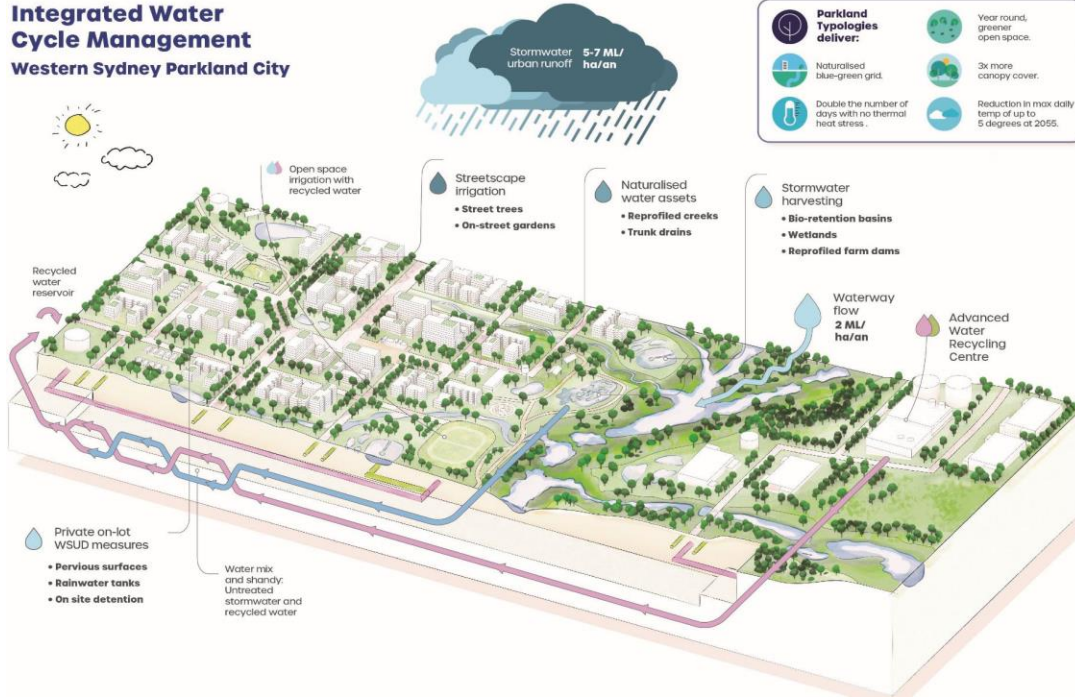 Integrated Water
Cycle Management
Western Sydney Parkland City
Stormwater
urban runoff
5-7 ML/
ha/an
Parkland
Typologies
deliver:
Year round,
greener
open space.
Naturalised
blue-green grid.
3x more
canopy cover.
Double the number of
days with no thermal
heat stress .
Reduction in max daily
temp of up to
5 degrees at 2055.
Open space
irrigation with
recycled water
Streetscape
irrigation
• Street trees
• On-street gardens
Naturalised
water assets
• Reprofiled creeks
• Trunk drains
Stormwater
harvesting
• Bio-retention basins
• Wetlands
• Reprofiled farm dams
Recycled
water
reservoir
Waterway
flow
2 ML/
ha/an
Advanced
Water
Recycling
Centre
Private on-lot
WSUD measures
• Pervious surfaces
• Rainwater tanks
• On site detention
Water mix
and shandy:
Untreated
stormwater and
recycled water